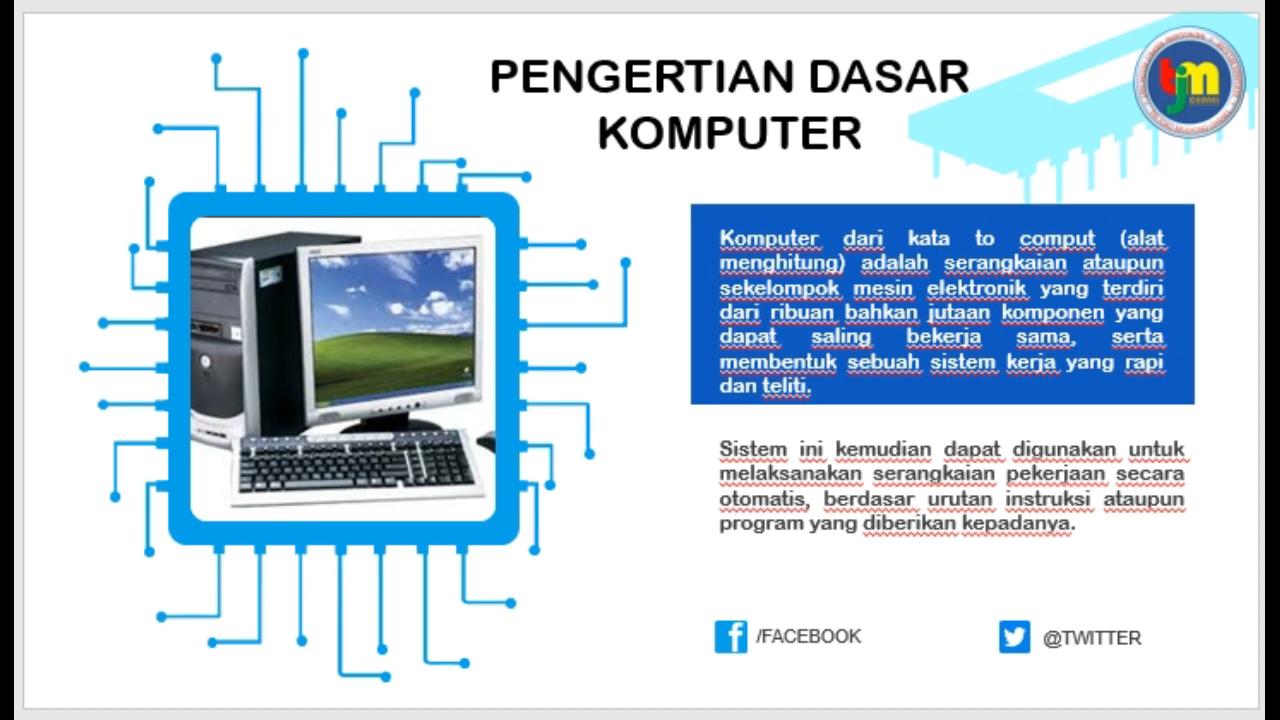 PENGERTIAN DASAR
KOMPUTER
tjm
CHANNEL
Komputer dari kata to comput (alat
menghitung) adalah serangkaian ataupun
sekelompok mesin elektronik yang terdiri
dari ribuan bahkan jutaan komponen yang
dapat saling bekerja sama, serta
membentuk sebuah sistem kerja yang rapi
dan teliti.
Sistem ini kemudian dapat digunakan untuk
melaksanakan serangkaian pekerjaan secara
otomatis, berdasar urutan instruksi ataupun
program yang diberikan kepadanya.
/FACEBOOK
@TWITTER